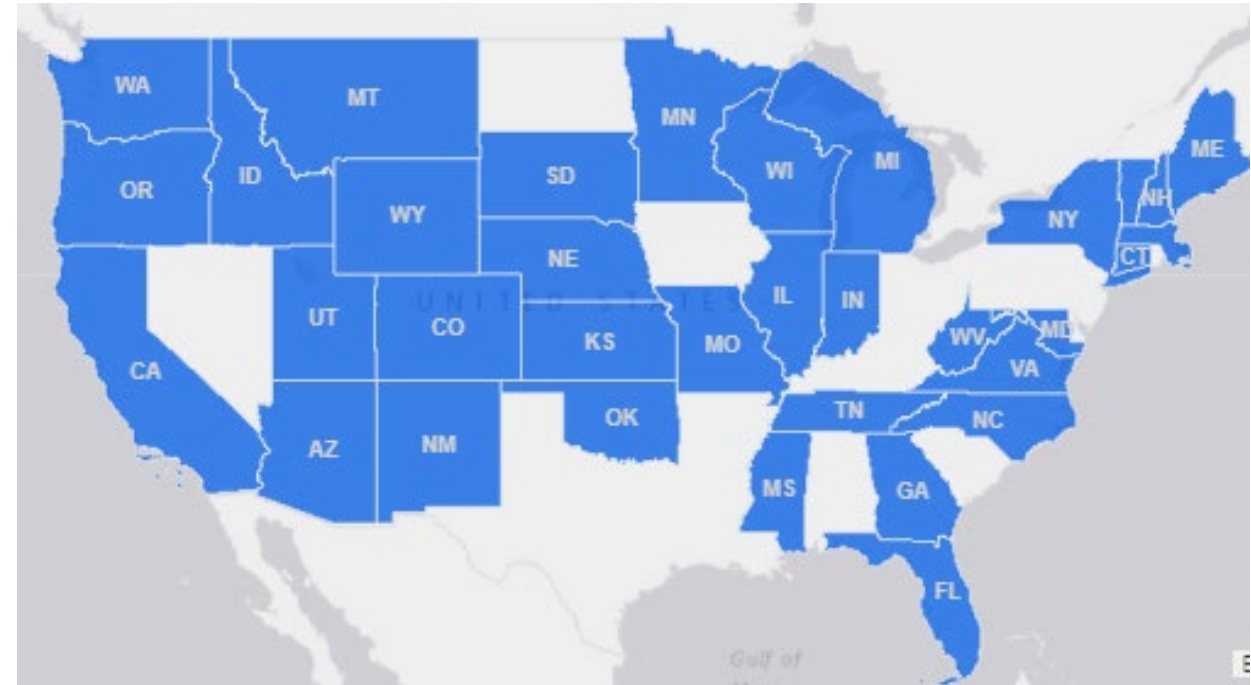 WA
MT
MN
ME
OR
ID
SD
WI
MI
NH
WY
NY
NE
CT
UNITED STATES
UT
CO
IL
IN
KS
MO
WV
MD
CA
VA
TN
OK
NC
AZ
NM
MS
GA
FL
Gulf of
E